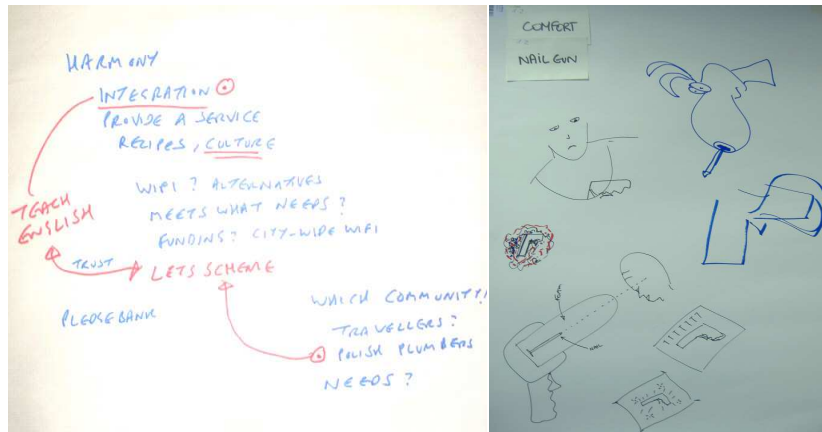 HARMONY
INTEGRATION
PROVIDE A SERVICE
RECIPES, CULTURE
WIFI? ALTERNATIVES
MEETS WHAT NEEDS?
FUNDING? CITY-WIDE WIFI
TEACH
ENGLISH
TRUST
LETS SCHEME
PLEDGEBANK
WHICH COMMUNITY?!
TRAVELLERS?
POLISH PLUMBERS
NEEDS?
COMFORT
NAIL GUN